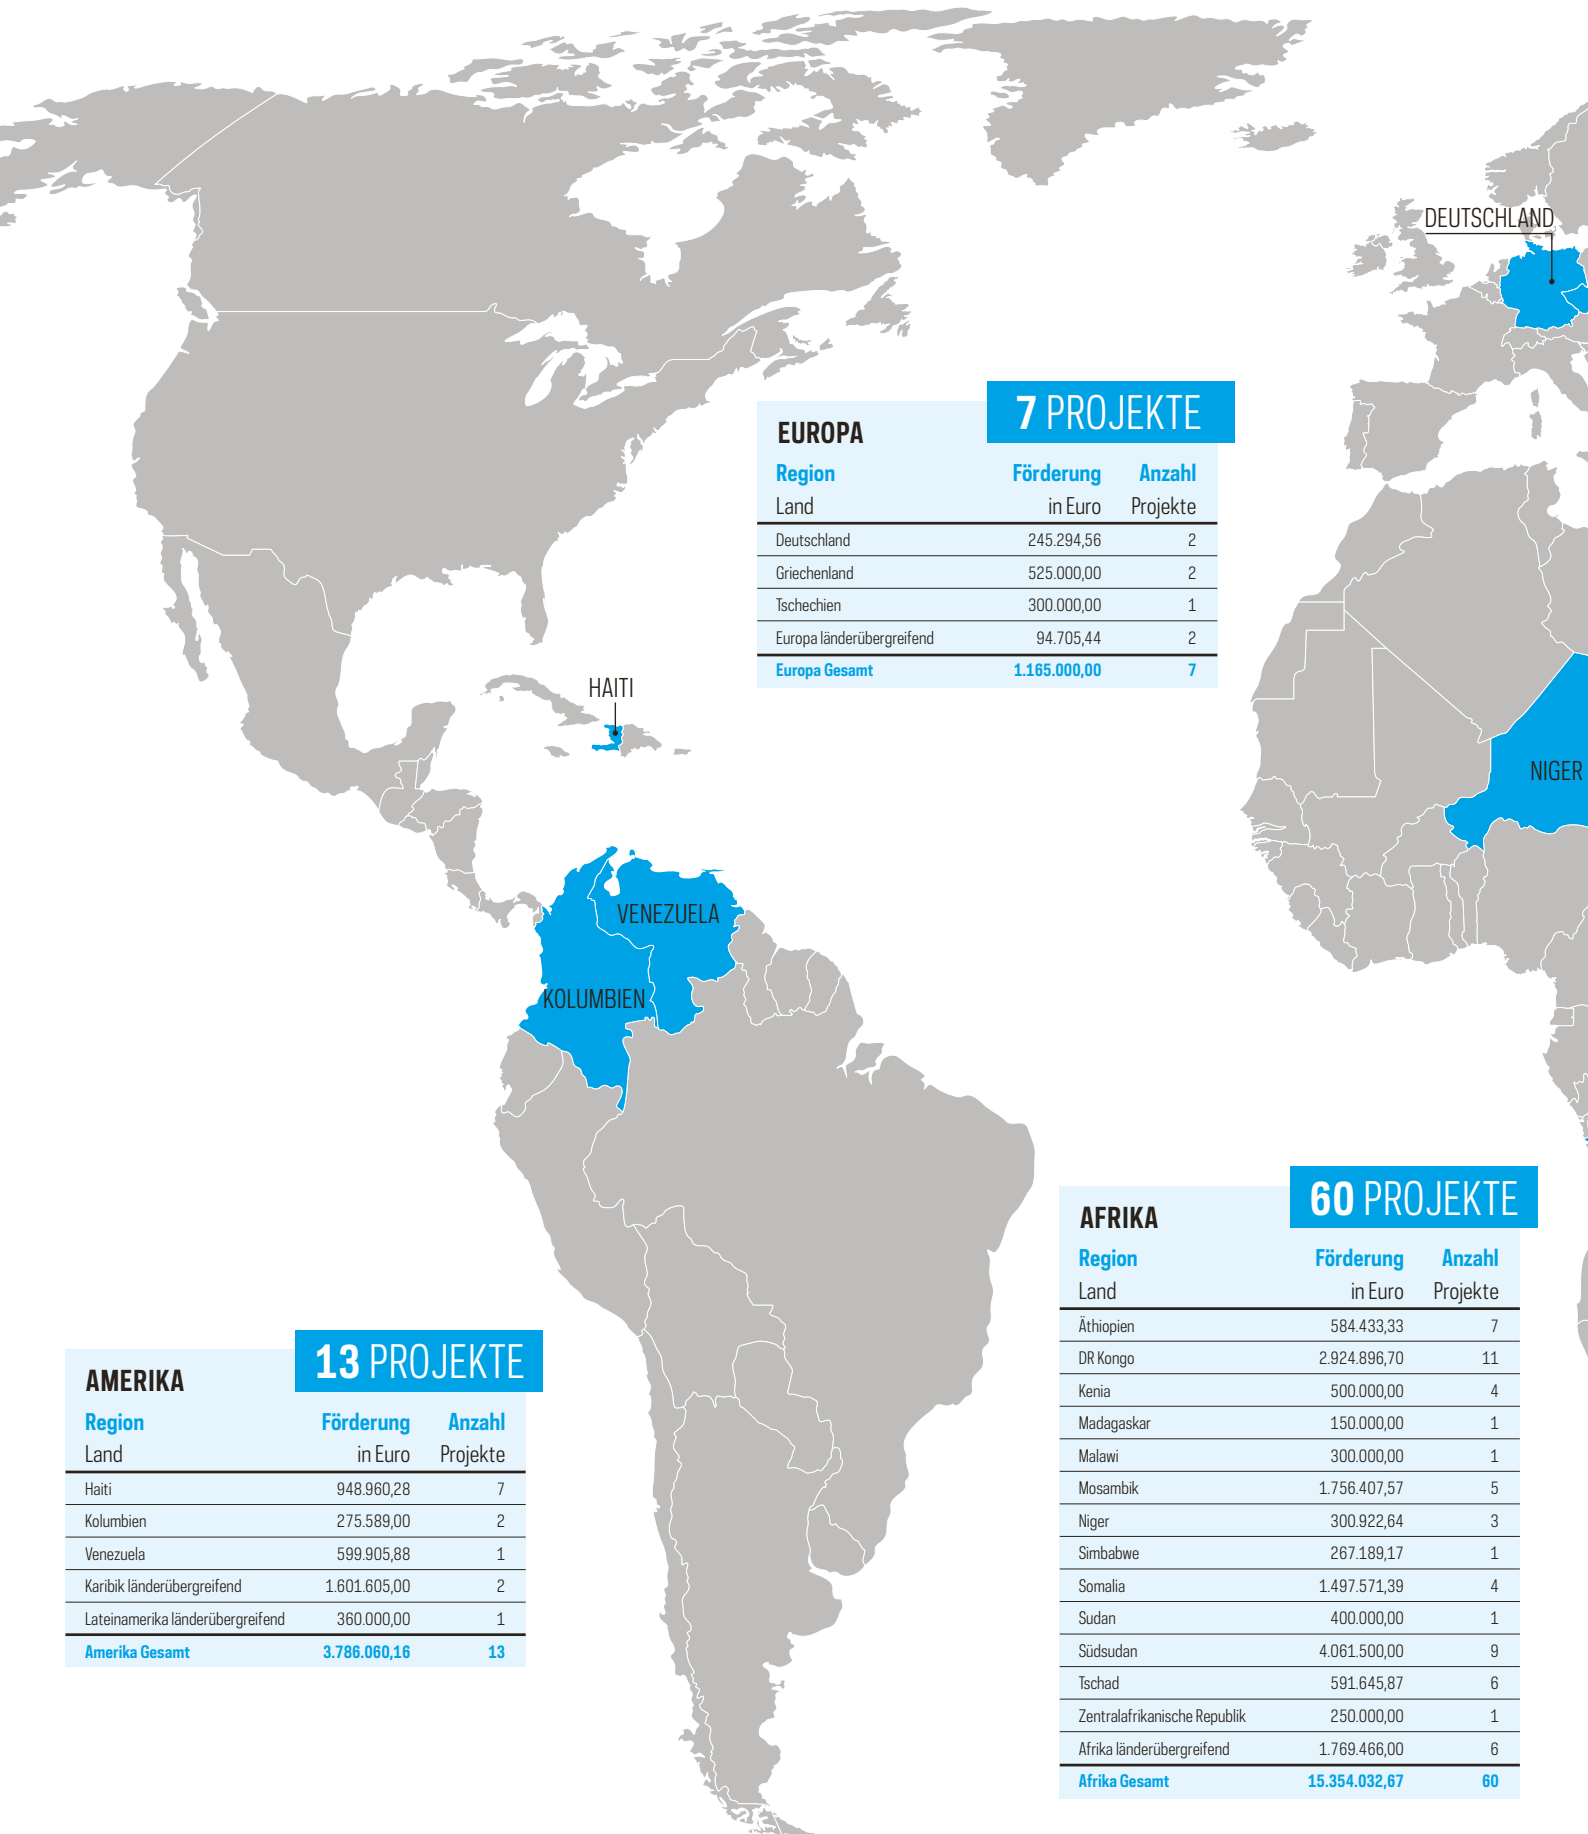 DEUTSCHLAND
7 PROJEKTE
EUROPA
Region Förderung Anzahl
Land in Euro Projekte
Deutschland 245.294,56 2
Griechenland 525.000,00 2
Tschechien 300.000,00 1
Europa länderübergreifend 94.705,44 2
Europa Gesamt 1.165.000,00 7
HAITI
NIGER
VENEZUELA
KOLUMBIEN
60 PROJEKTE
AFRIKA
Region Förderung Anzahl
Land in Euro Projekte
Äthiopien 584.433,33 7
DR Kongo 2.924.896,70 11
Kenia 500.000,00 4
Madagaskar 150.000,00 1
Malawi 300.000,00 1
Mosambik 1.756.407,57 5
Niger 300.922,64 3
Simbabwe 267.189,17 1
Somalia 1.497.571,39 4
Sudan 400.000,00 1
Südsudan 4.061.500,00 9
Tschad 591.645,87 6
Zentralafrikanische Republik 250.000,00 1
Afrika länderübergreifend 1.769.466,00 6
Afrika Gesamt 15.354.032,67 60
13 PROJEKTE
AMERIKA
Region Förderung Anzahl
Land in Euro Projekte
Haiti 948.960,28 7
Kolumbien 275.589,00 2
Venezuela 599.905,88 1
Karibik länderübergreifend 1.601.605,00 2
Lateinamerika länderübergreifend 360.000,00 1
Amerika Gesamt 3.786.060,16 13